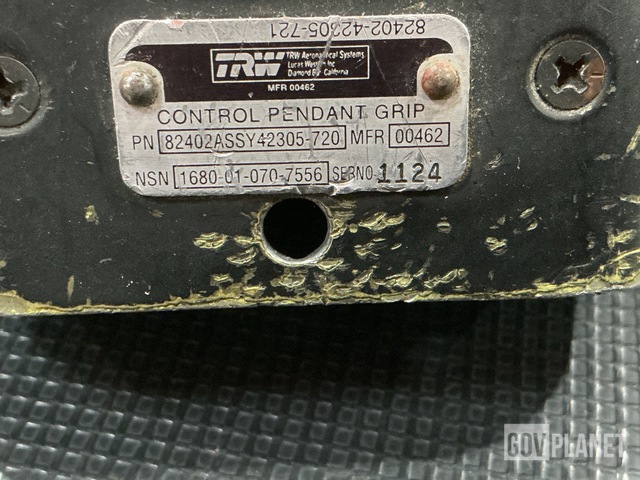 82402-42305-721
TRW
TRW Aeronautical Systems
Lucas Western Inc
Diamond Bar California
MFR 00462
CONTROL PENDANT GRIP
PN 82402ASSY42305-720 MFR 00462
NSN 1680-01-070-7556 SERNO 1124
GOVPLANET